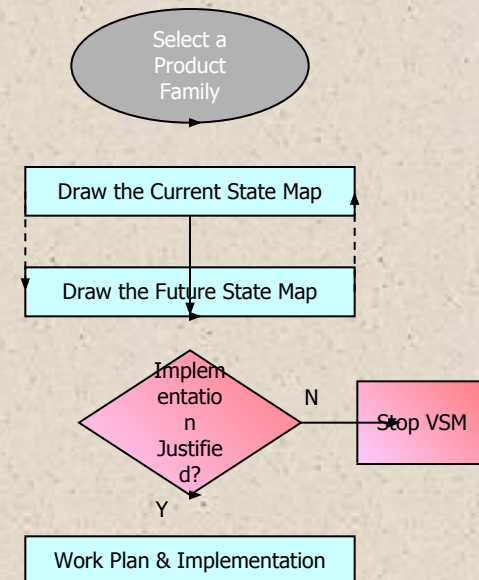 Select a
Product
Family
Draw the Current State Map
Draw the Future State Map
Implem
entatio
n
Justifie
d?
N
Stop VSM
Y
Work Plan & Implementation